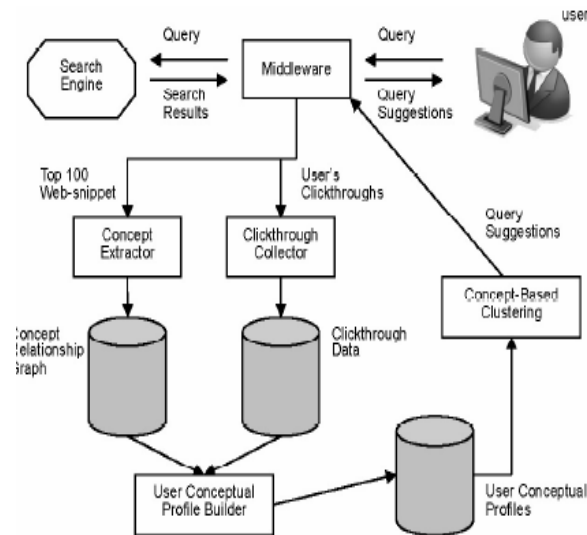 user
Query
Query
Search
Engine
Middleware
Search
Results
Query
Suggestions
Top 100
Web-snippet
User's
Clickthroughs
Concept
Extractor
Clickthrough
Collector
Query
Suggestions
Concept-Based
Clustering
Concept
Relationship
Graph
Clickthrough
Data
User Conceptual
Profile Builder
User Conceptual
Profiles